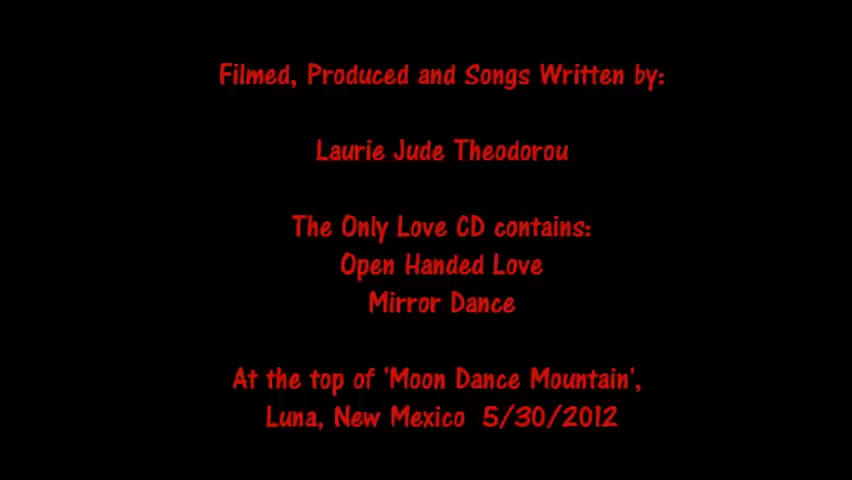 Filmed, Produced and Songs Written by:
Laurie Jude Theodorou
The Only Love CD contains:
Open Handed Love
Mirror Dance
At the top of 'Moon Dance Mountain',
Luna, New Mexico 5/30/2012